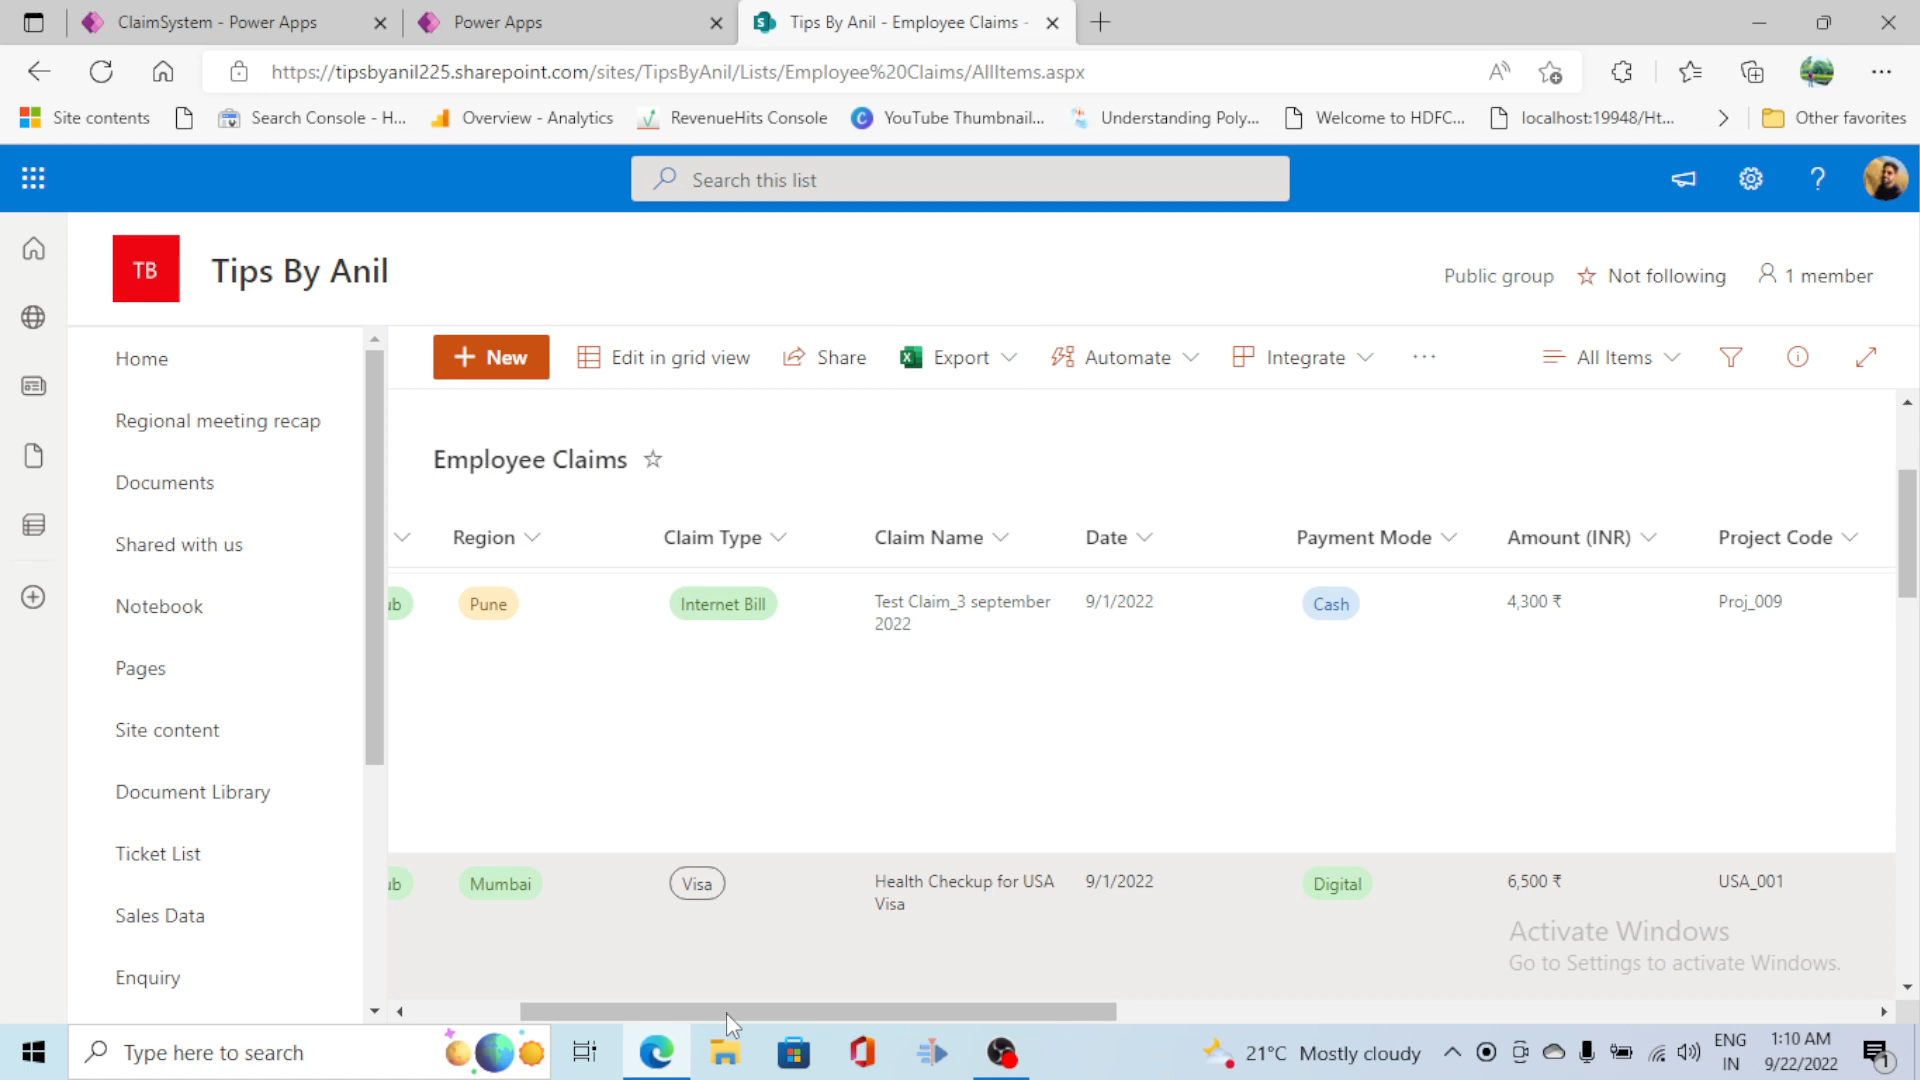 ClaimSystem - Power Apps
Power Apps
Tips By Anil - Employee Claims -
https://tipsbyanil225.sharepoint.com/sites/TipsByAnil/Lists/Employee%20Claims/AllItems.aspx
Site contents
Search Console - H...
Overview - Analytics
RevenueHits Console
YouTube Thumbnail...
Understanding Poly...
Welcome to HDFC...
localhost:19948/Ht...
Other favorites
Search this list
TB
Tips By Anil
Public group
Not following
1 member
Home
Regional meeting recap
Documents
Shared with us
Notebook
Pages
Site content
Document Library
Ticket List
Sales Data
Enquiry
+ New
Edit in grid view
Share
Export
Automate
Integrate
All Items
Employee Claims
Region
Claim Type
Claim Name
Date
Payment Mode
Amount (INR)
Project Code
ub
Pune
Internet Bill
Test Claim_3 september
2022
9/1/2022
Cash
4,300 ₹
Proj_009
ub
Mumbai
Visa
Health Checkup for USA
Visa
9/1/2022
Digital
6,500 ₹
USA_001
Activate Windows
Go to Settings to activate Windows.
Type here to search
21°C Mostly cloudy
ENG
IN
1:10 AM
9/22/2022
1